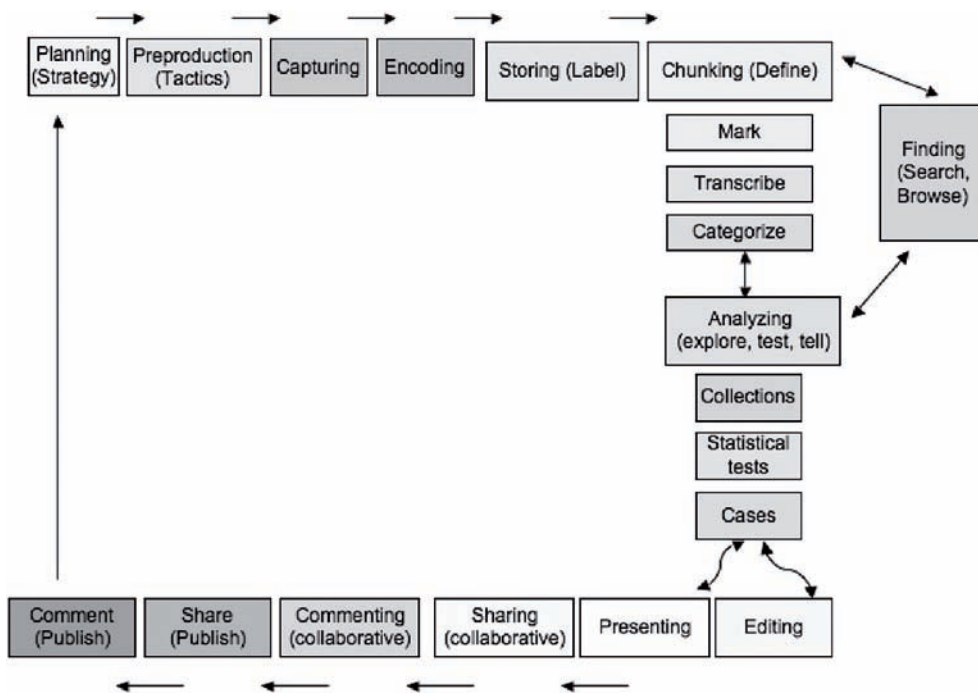 Planning
(Strategy)
Preproduction
(Tactics)
Capturing
Encoding
Storing (Label)
Chunking (Define)
Mark
Transcribe
Categorize
Finding
(Search,
Browse)
Analyzing
(explore, test, tell)
Collections
Statistical
tests
Cases
Comment
(Publish)
Share
(Publish)
Commenting
(collaborative)
Sharing
(collaborative)
Presenting
Editing